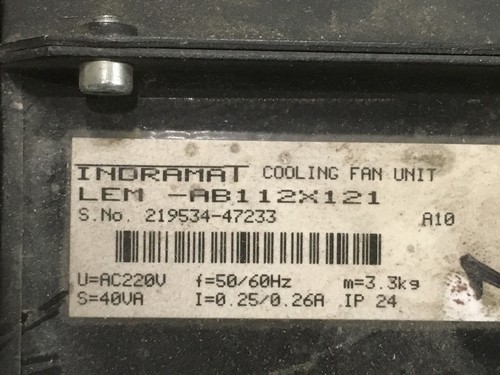 INDRAMAT COOLING FAN UNIT
LEM -AB112X121
S.No. 219534-47233 A10
U=AC220V f=50/60Hz m=3.3kg
S=40VA I=0.25/0.26A IP 24